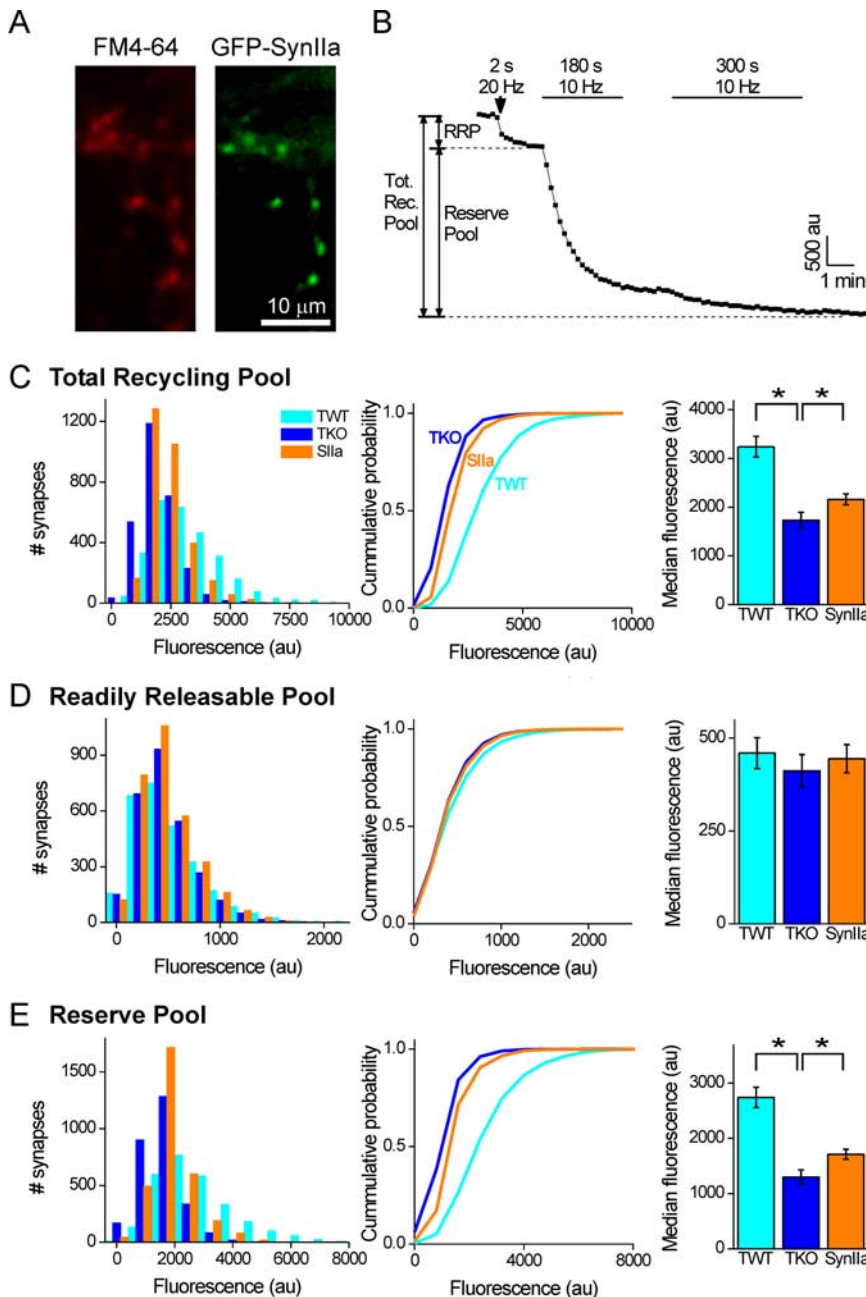 A
FM4-64
GFP-SynIIa
10 μm
B
2 s
20 Hz
180 s
10 Hz
300 s
10 Hz
RRP
Tot.
Rec.
Pool
Reserve
Pool
500 au
1 min
C Total Recycling Pool
1200
800
400
0
# synapses
0 2500 5000 7500 10000
Fluorescence (au)
TWT
TKO
SIIa
1.0
0.5
0.0
Cummulative probability
TKO
SIIa
TWT
0 5000 10000
Fluorescence (au)
4000
3000
2000
1000
0
Median fluorescence (au)
* *
TWT TKO SynIIa
D Readily Releasable Pool
900
600
300
0
# synapses
0 1000 2000
Fluorescence (au)
1.0
0.5
0.0
Cummulative probability
0 1000 2000
Fluorescence (au)
500
250
0
Median fluorescence (au)
TWT TKO SynIIa
E Reserve Pool
1500
1000
500
0
# synapses
0 2000 4000 6000 8000
Fluorescence (au)
1.0
0.5
0.0
Cummulative probability
0 4000 8000
Fluorescence (au)
3000
2000
1000
0
Median fluorescence (au)
* *
TWT TKO SynIIa